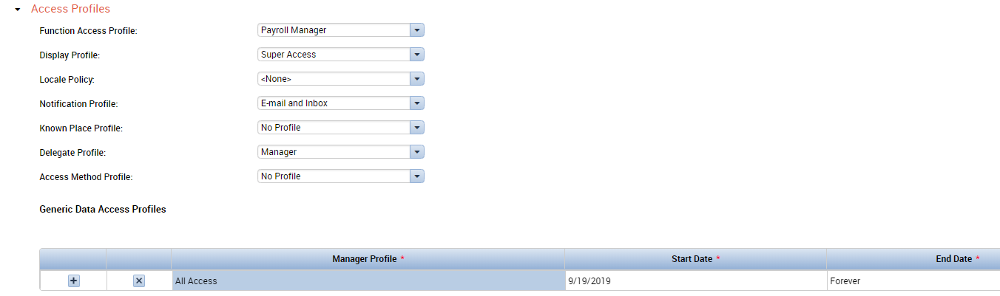 Access Profiles
Function Access Profile: Payroll Manager
Display Profile: Super Access
Locale Policy: <None>
Notification Profile: E-mail and Inbox
Known Place Profile: No Profile
Delegate Profile: Manager
Access Method Profile: No Profile
Generic Data Access Profiles
Manager Profile * Start Date * End Date *
All Access 9/19/2019 Forever